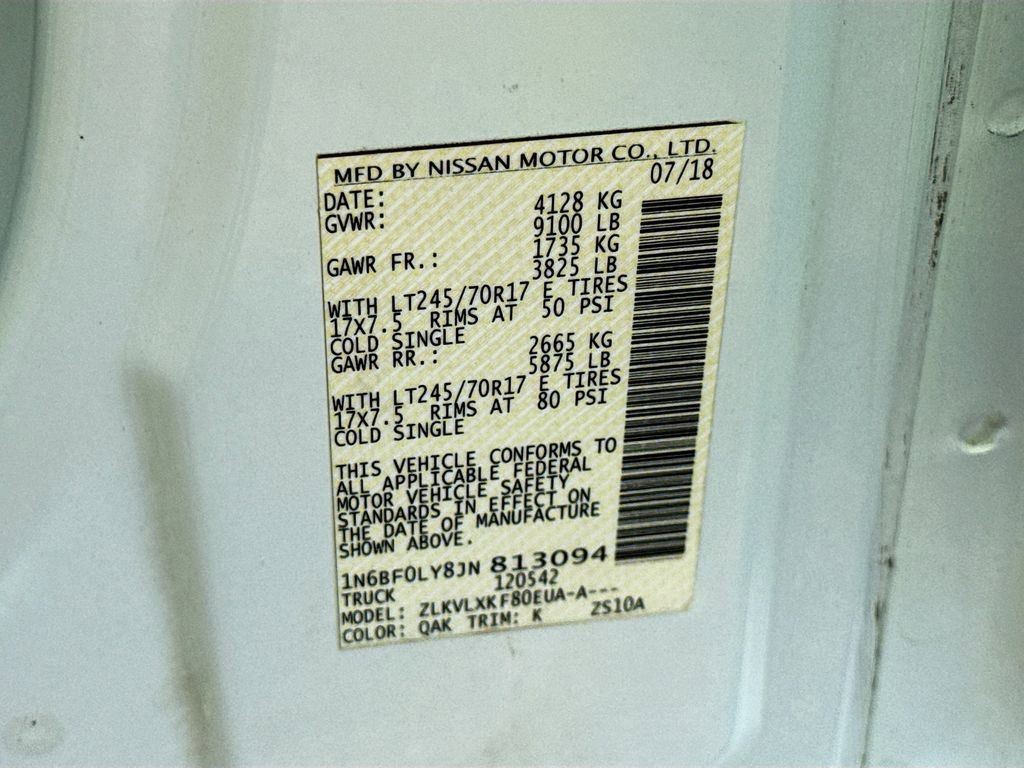 MFD BY NISSAN MOTOR CO., LTD.
DATE: 07/18
GVWR: 4128 KG
9100 LB
GAWR FR.: 1735 KG
3825 LB
WITH LT245/70R17 E TIRES
17X7.5 RIMS AT 50 PSI
COLD SINGLE
GAWR RR.: 2665 KG
5875 LB
WITH LT245/70R17 E TIRES
17X7.5 RIMS AT 80 PSI
COLD SINGLE
THIS VEHICLE CONFORMS TO
ALL APPLICABLE FEDERAL
MOTOR VEHICLE SAFETY
STANDARDS IN EFFECT ON
THE DATE OF MANUFACTURE
SHOWN ABOVE.
1N6BF0LY8JN 813094
TRUCK 120542
MODEL: ZLKVLXKF80EUA-A---
COLOR: QAK TRIM: K ZS10A